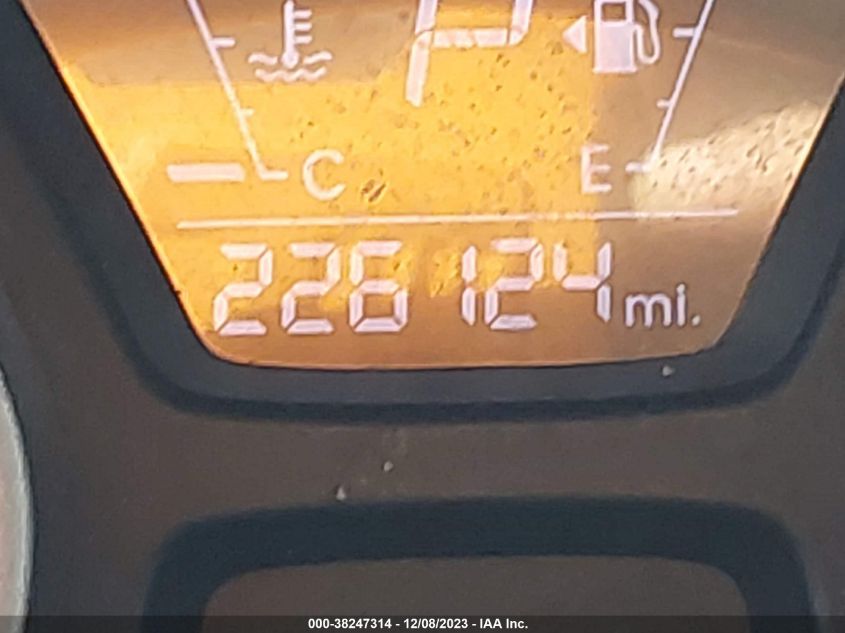 P
C E
226124 mi.
000-38247314 - 12/08/2023 - IAA Inc.